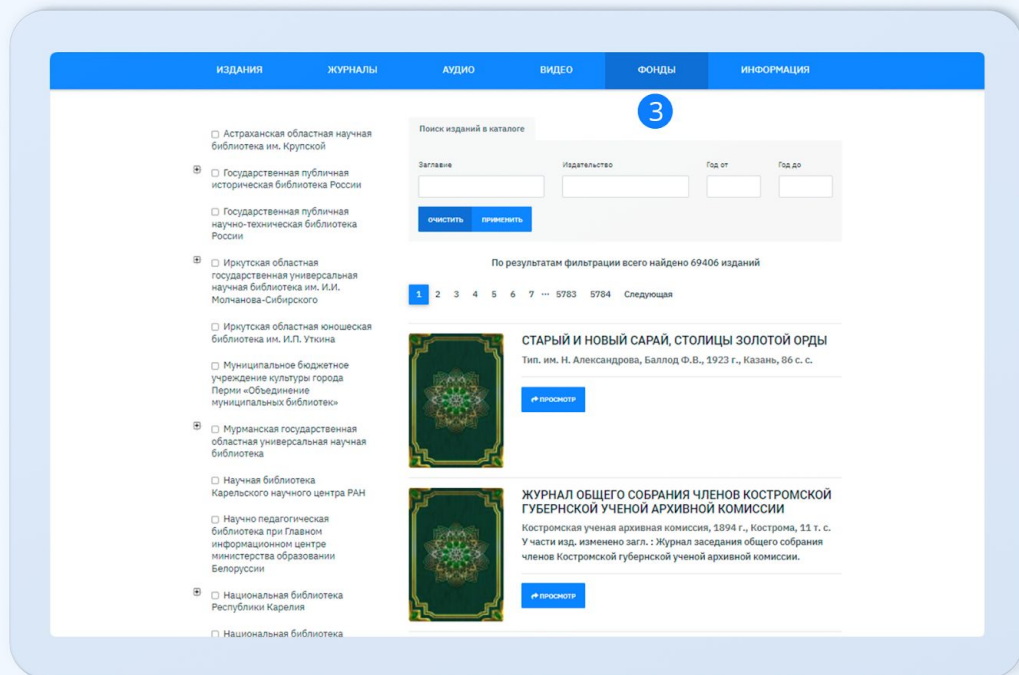 ИЗДАНИЯ ЖУРНАЛЫ АУДИО ВИДЕО ФОНДЫ ИНФОРМАЦИЯ
3
Астраханская областная научная
библиотека им. Крупской
Государственная публичная
историческая библиотека России
Государственная публичная
научно-техническая библиотека
России
Иркутская областная
государственная универсальная
научная библиотека им. И.И.
Молчанова-Сибирского
Иркутская областная юношеская
библиотека им. И.П. Уткина
Муниципальное бюджетное
учреждение культуры города
Перми «Объединение
муниципальных библиотек»
Мурманская государственная
областная универсальная научная
библиотека
Научная библиотека
Карельского научного центра РАН
Научно педагогическая
библиотека при Главном
информационном центре
министерства образовании
Белоруссии
Национальная библиотека
Республики Карелия
Национальная библиотека
Поиск изданий в каталоге
Заглавие Издательство Год от Год до
ОЧИСТИТЬ ПРИМЕНИТЬ
По результатам фильтрации всего найдено 69406 изданий
1 2 3 4 5 6 7 ··· 5783 5784 Следующая
СТАРЫЙ И НОВЫЙ САРАЙ, СТОЛИЦЫ ЗОЛОТОЙ ОРДЫ
Тип. им. Н. Александрова, Баллод Ф.В., 1923 г., Казань, 86 с. с.
ПРОСМОТР
ЖУРНАЛ ОБЩЕГО СОБРАНИЯ ЧЛЕНОВ КОСТРОМСКОЙ
ГУБЕРНСКОЙ УЧЕНОЙ АРХИВНОЙ КОМИССИИ
Костромская ученая архивная комиссия, 1894 г., Кострома, 11 т. с.
У части изд. изменено загл. : Журнал заседания общего собрания
членов Костромской губернской ученой архивной комиссии.
ПРОСМОТР